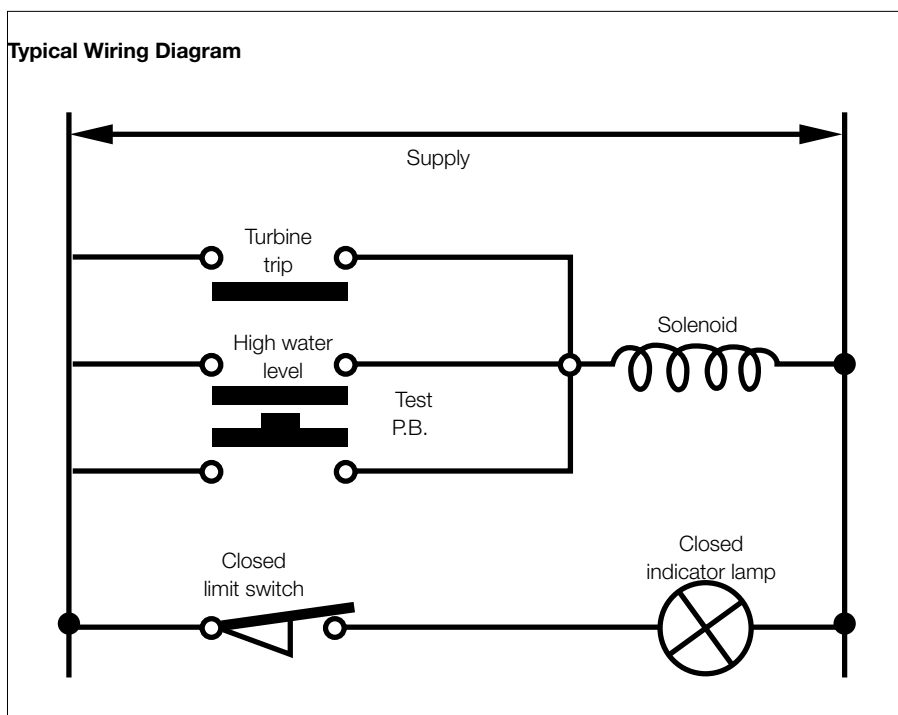 Typical Wiring Diagram
Supply
Turbine
trip
Solenoid
High water
level
Test
P.B.
Closed
limit switch
Closed
indicator lamp